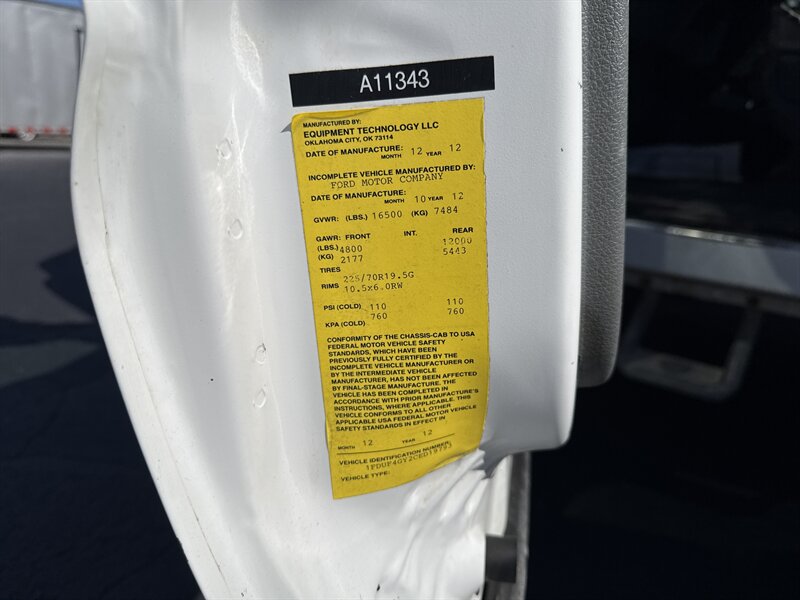 A11343
MANUFACTURED BY:
EQUIPMENT TECHNOLOGY LLC
OKLAHOMA CITY, OK 73114
DATE OF MANUFACTURE: MONTH 12 YEAR 12
INCOMPLETE VEHICLE MANUFACTURED BY:
FORD MOTOR COMPANY
DATE OF MANUFACTURE: MONTH 10 YEAR 12
GVWR: (LBS.) 16500 (KG) 7484
GAWR: FRONT INT. REAR
(LBS.) 4800 12000
(KG) 2177 5443
TIRES 225/70R19.5G
RIMS 10.5x6.0RW
PSI (COLD) 110 110
KPA (COLD) 760 760
CONFORMITY OF THE CHASSIS-CAB TO USA
FEDERAL MOTOR VEHICLE SAFETY
STANDARDS, WHICH HAVE BEEN
PREVIOUSLY FULLY CERTIFIED BY THE
INCOMPLETE VEHICLE MANUFACTURER OR
BY THE INTERMEDIATE VEHICLE
MANUFACTURER, HAS NOT BEEN AFFECTED
BY FINAL-STAGE MANUFACTURE. THE
VEHICLE HAS BEEN COMPLETED IN
ACCORDANCE WITH PRIOR MANUFACTURE'S
INSTRUCTIONS, WHERE APPLICABLE. THIS
VEHICLE CONFORMS TO ALL OTHER
APPLICABLE USA FEDERAL MOTOR VEHICLE
SAFETY STANDARDS IN EFFECT IN
MONTH 12 YEAR 12
VEHICLE IDENTIFICATION NUMBER
VEHICLE TYPE: